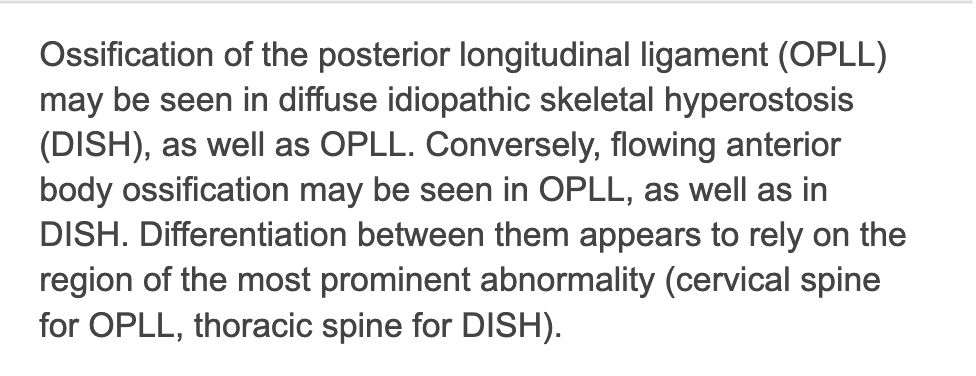 Ossification of the posterior longitudinal ligament (OPLL)
may be seen in diffuse idiopathic skeletal hyperostosis
(DISH), as well as OPLL. Conversely, flowing anterior
body ossification may be seen in OPLL, as well as in
DISH. Differentiation between them appears to rely on the
region of the most prominent abnormality (cervical spine
for OPLL, thoracic spine for DISH).